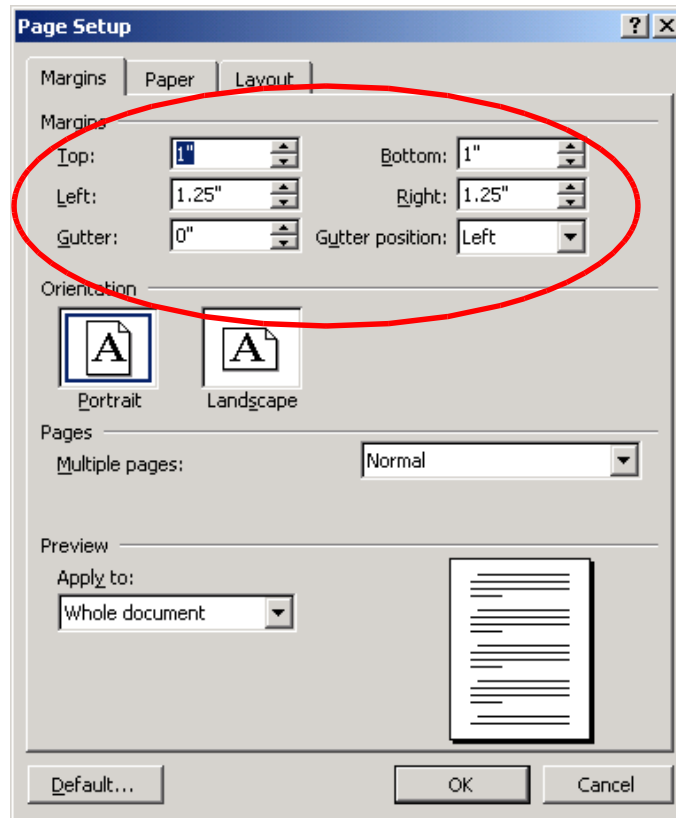 Page Setup
Margins Paper Layout
Margins
Top: 1" Bottom: 1"
Left: 1.25" Right: 1.25"
Gutter: 0" Gutter position: Left
Orientation
A A
Portrait Landscape
Pages
Multiple pages: Normal
Preview
Apply to:
Whole document
Default... OK Cancel